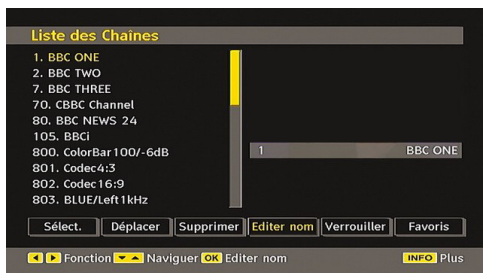 Liste des Chaînes
1. BBC ONE
2. BBC TWO
7. BBC THREE
70. CBBC Channel
80. BBC NEWS 24
105. BBCi
800. ColorBar100/-6dB
801. Codec4:3
802. Codec16:9
803. BLUE/Left1kHz
1 BBC ONE
Sélect. Déplacer Supprimer Editer nom Verrouiller Favoris
Fonction Naviguer OK Editer nom INFO Plus